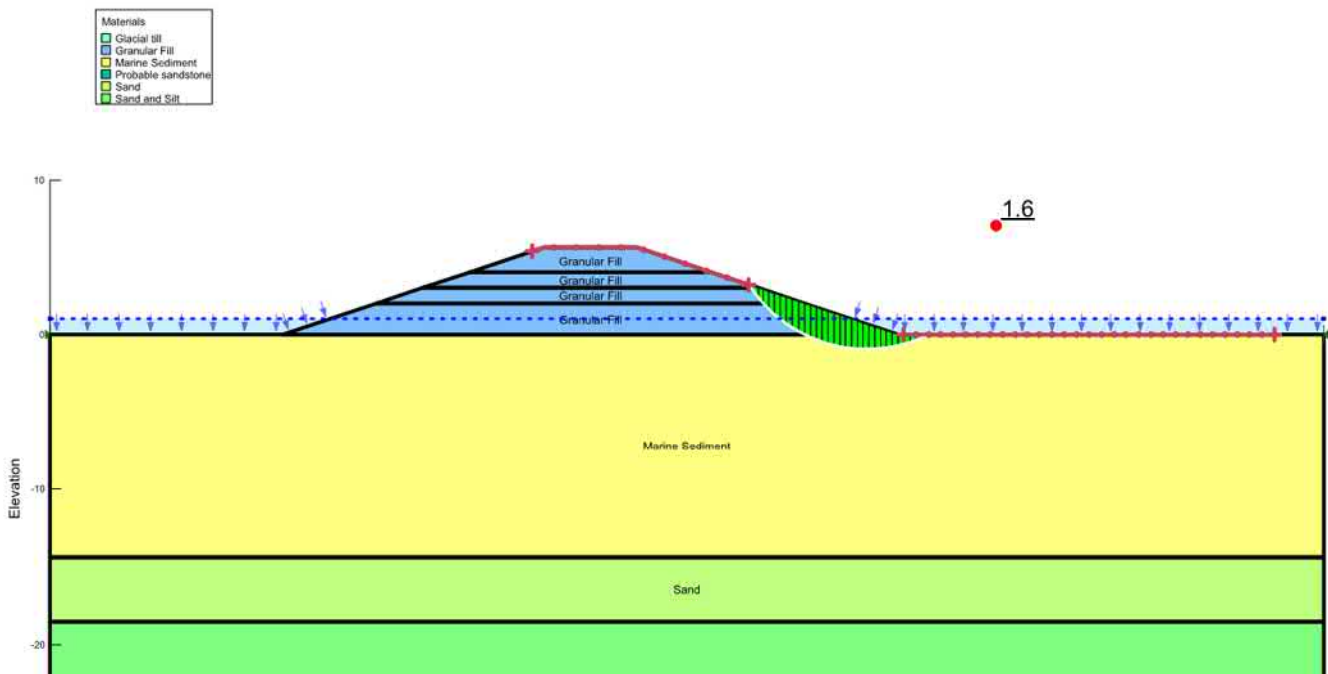 Materials
Glacial till
Granular Fill
Marine Sediment
Probable sandstone
Sand
Sand and Silt
10
1.6
Granular Fill
Granular Fill
Granular Fill
Granular Fill
0
Marine Sediment
Elevation
-10
Sand
-20